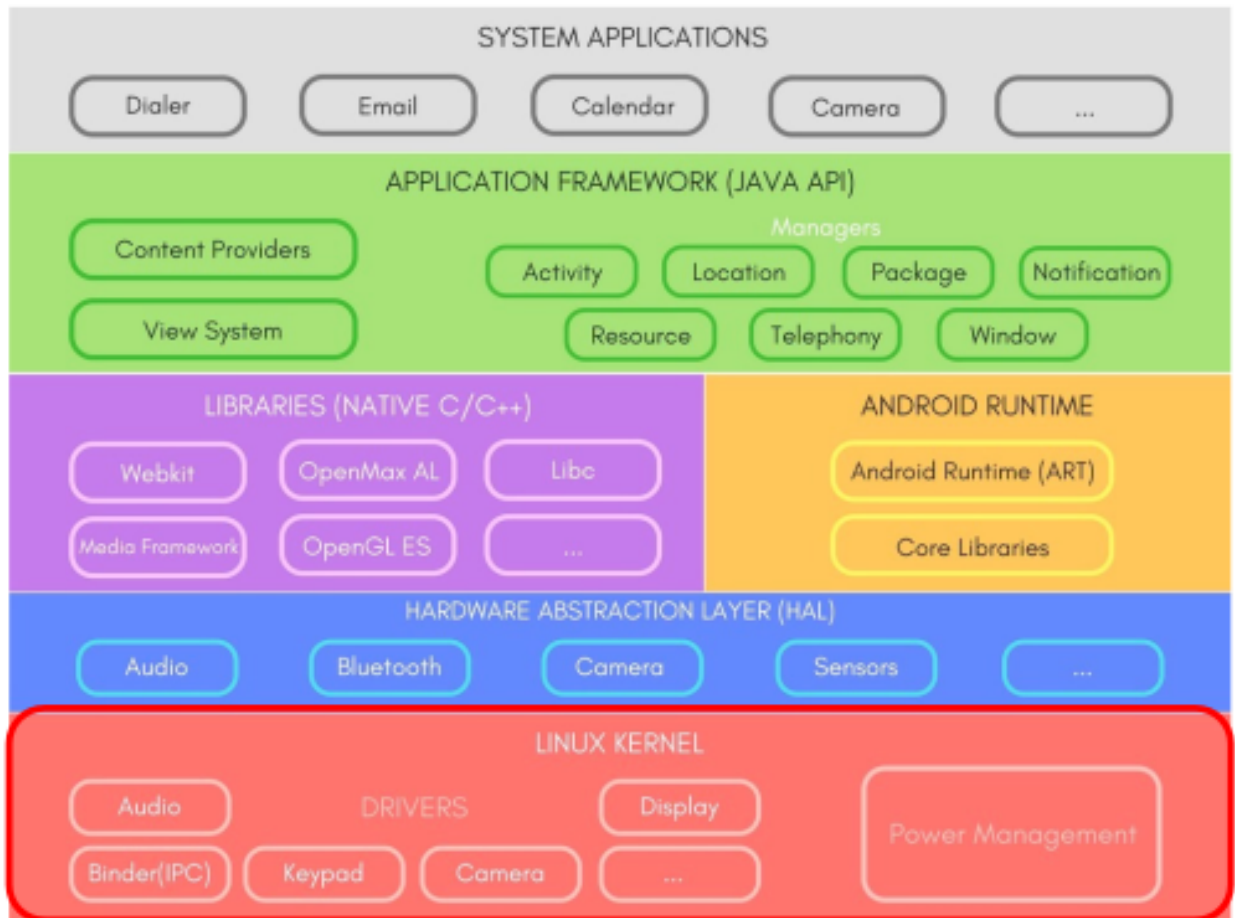 SYSTEM APPLICATIONS
Dialer
Email
Calendar
Camera
...
APPLICATION FRAMEWORK (JAVA API)
Content Providers
View System
Managers
Activity
Location
Package
Notification
Resource
Telephony
Window
LIBRARIES (NATIVE C/C++)
Webkit
OpenMax AL
Libc
Media Framework
OpenGL ES
...
ANDROID RUNTIME
Android Runtime (ART)
Core Libraries
HARDWARE ABSTRACTION LAYER (HAL)
Audio
Bluetooth
Camera
Sensors
...
LINUX KERNEL
Audio
DRIVERS
Display
Binder(IPC)
Keypad
Camera
...
Power Management